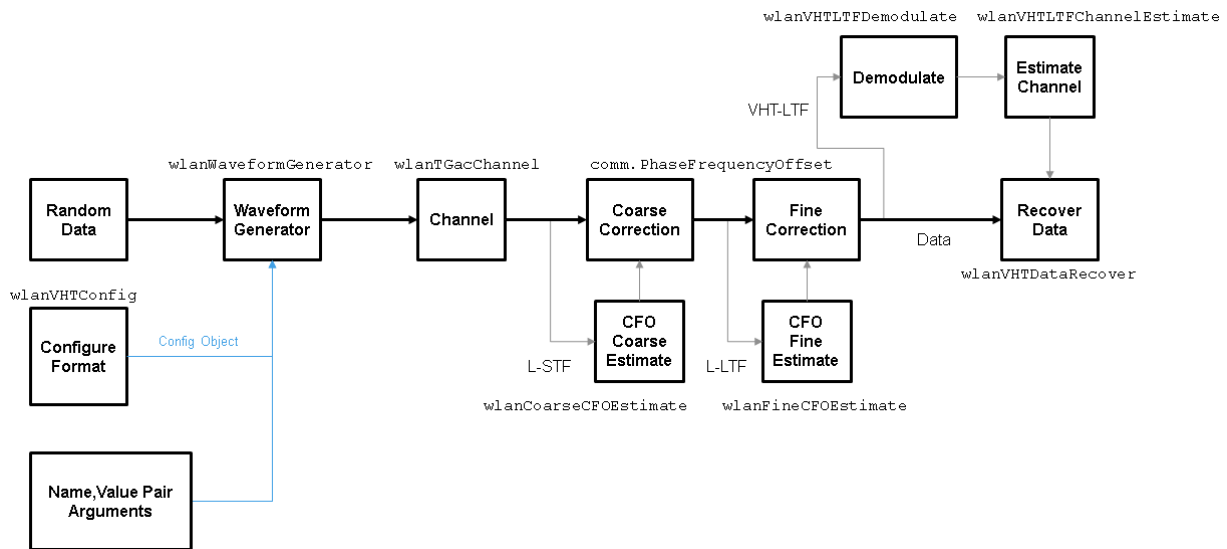 wlanVHTLTFDemodulate
wlanVHTLTFChannelEstimate
Demodulate
Estimate
Channel
VHT-LTF
wlanWaveformGenerator
wlanTGacChannel
comm.PhaseFrequencyOffset
Random
Data
Waveform
Generator
Channel
Coarse
Correction
Fine
Correction
Data
Recover
Data
wlanVHTDataRecover
wlanVHTConfig
Configure
Format
Config Object
L-STF
CFO
Coarse
Estimate
L-LTF
CFO
Fine
Estimate
wlanCoarseCFOEstimate
wlanFineCFOEstimate
Name,Value Pair
Arguments